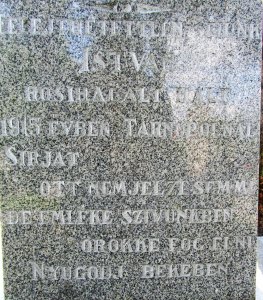 FELEJTHETETLEN
ISTVÁN
HŐSI HALÁLT HALT
1915 ÉVBEN TARNOPOLNÁL
SIRJÁT
OTT NEM JELZI SEMMI
DE EMLÉKE SZIVÜNKBEN
ÖRÖKKÉ FOG ÉLNI
NYUGODJ BÉKÉBEN